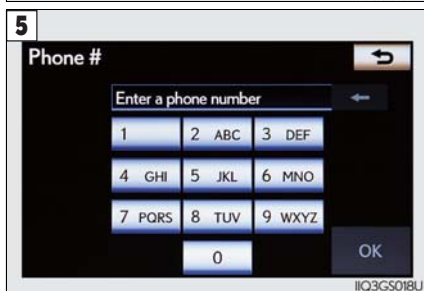 5
Phone #
Enter a phone number
1 2 ABC 3 DEF
4 GHI 5 JKL 6 MNO
7 PQRS 8 TUV 9 WXYZ
0 OK
IIQ3GS018U